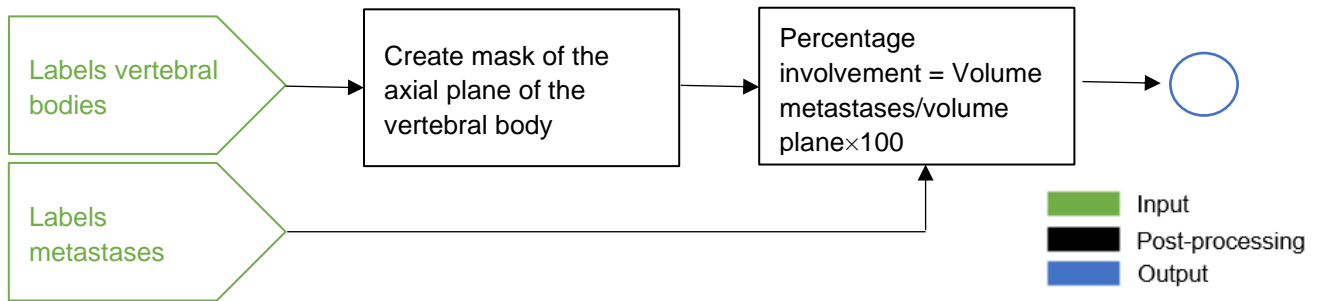 Labels vertebral
bodies
Create mask of the
axial plane of the
vertebral body
Percentage
involvement = Volume
metastases/volume
plane×100
Labels
metastases
Input
Post-processing
Output